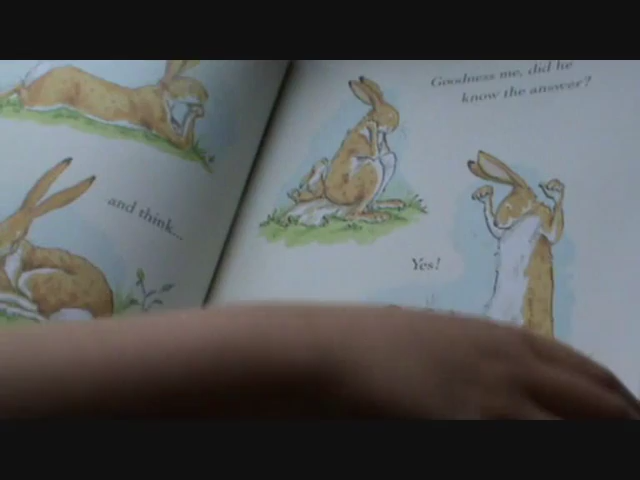 and think...
Goodness me, did he
know the answer?
Yes!